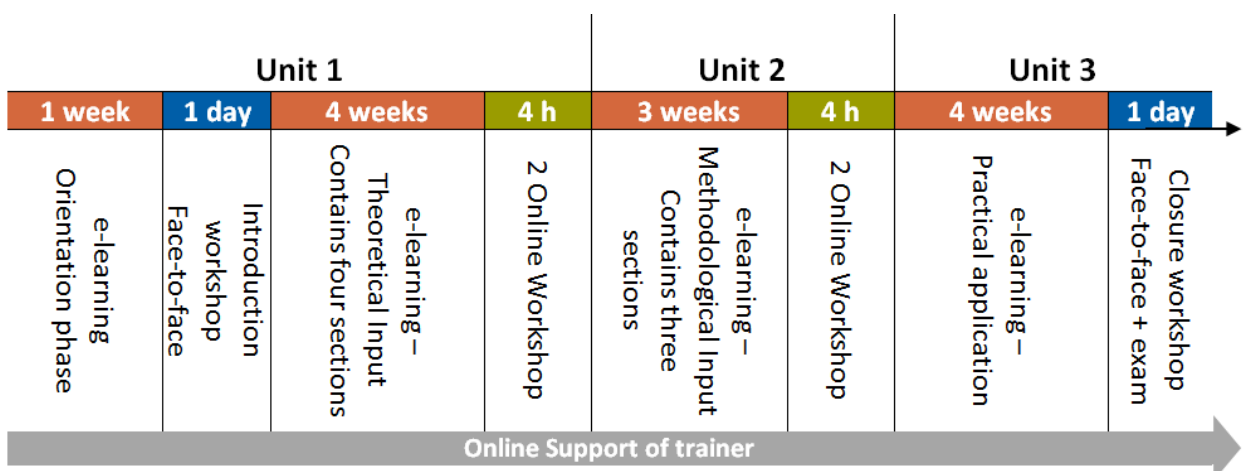 Unit 1
Unit 2
Unit 3
1 week
1 day
4 weeks
4 h
3 weeks
4 h
4 weeks
1 day
e-learning
Orientation phase
Introduction
workshop
Face-to-face
e-learning –
Theoretical Input
Contains four sections
2 Online Workshop
e-learning –
Methodological Input
Contains three
sections
2 Online Workshop
e-learning –
Practical application
Closure workshop
Face-to-face + exam
Online Support of trainer